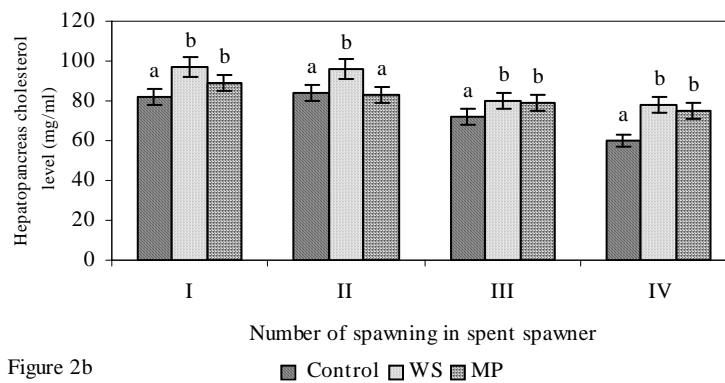 Hepatopancreas cholesterol
level (mg/ml)
120
100
80
60
40
20
0
a b b
a b a
a b b
a b b
I II III IV
Number of spawning in spent spawner
Figure 2b
Control WS MP